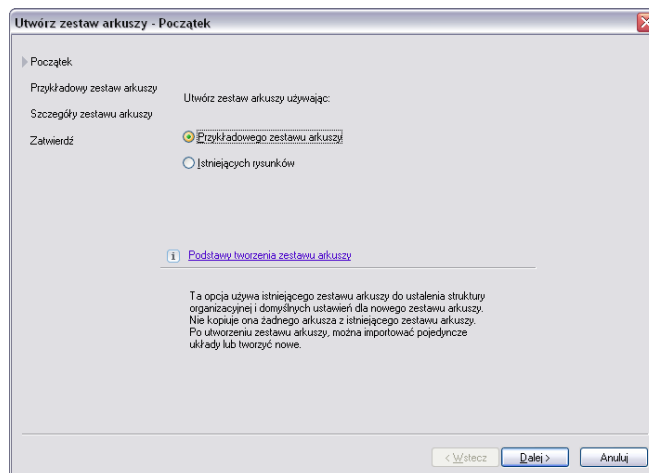 Utwórz zestaw arkuszy - Początek
Początek
Przykładowy zestaw arkuszy
Szczegóły zestawu arkuszy
Zatwierdź
Utwórz zestaw arkuszy używając:
Przykładowego zestawu arkuszy
Istniejących rysunków
Podstawy tworzenia zestawu arkuszy
Ta opcja używa istniejącego zestawu arkuszy do ustalenia struktury
organizacyjnej i domyślnych ustawień dla nowego zestawu arkuszy.
Nie kopiuje ona żadnego arkusza z istniejącego zestawu arkuszy.
Po utworzeniu zestawu arkuszy, można importować pojedyncze
układy lub tworzyć nowe.
< Wstecz Dalej > Anuluj